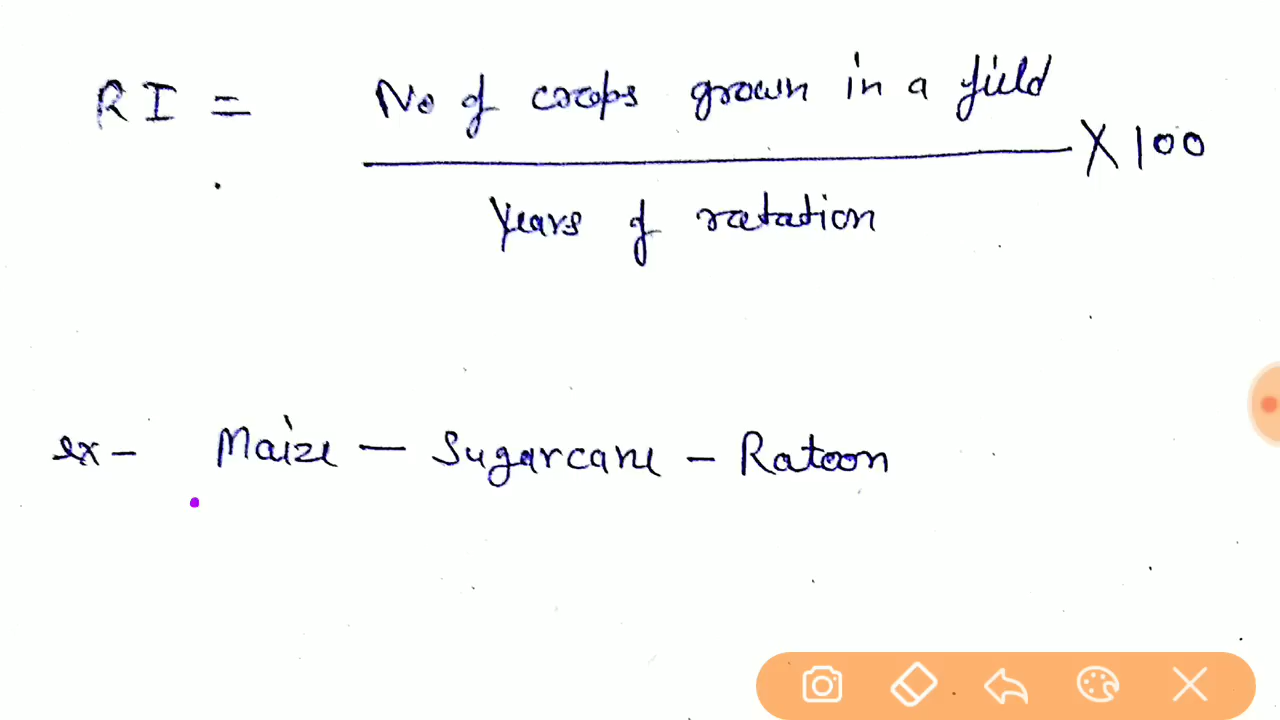 RI = No of crops grown in a field
X 100
Years of rotation
ex - Maize - Sugarcane - Ratoon